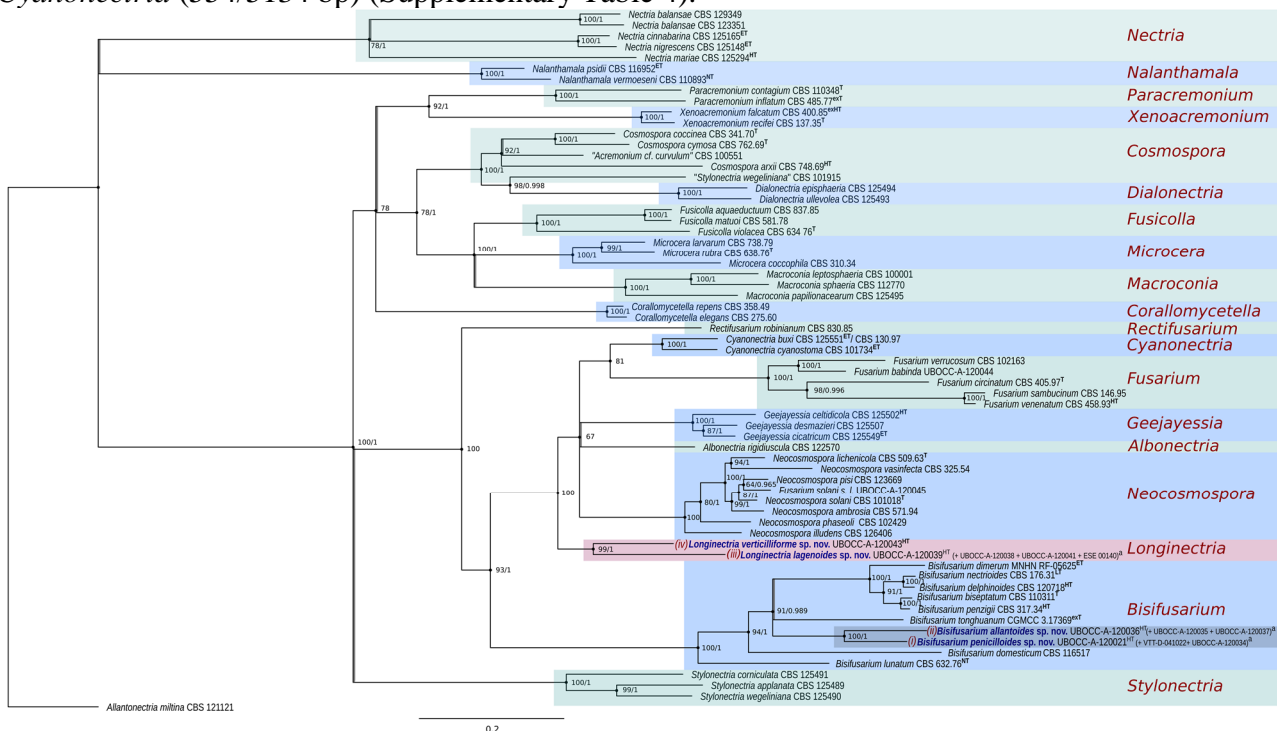 Cyanonectria (334/3134 bp) (Supplementary Table 4).
Nectria balansae CBS 129349
Nectria balansae CBS 123351
100/1
Nectria cinnabarina CBS 125165ET
Nectria nigrescens CBS 125148ET
100/1
Nectria mariae CBS 125294HT
78/1
Nectria
Nalanthamala psidii CBS 116952ET
Nalanthamala vermoeseni CBS 110893NT
100/1
Nalanthamala
Paracremonium contagium CBS 110348T
Paracremonium inflatum CBS 485.77exT
100/1
Paracremonium
92/1
Xenoacremonium falcatum CBS 400.85exHT
Xenoacremonium recifei CBS 137.35T
100/1
Xenoacremonium
Cosmospora coccinea CBS 341.70T
Cosmospora cymosa CBS 762.69T
100/1
"Acremonium cf. curvulum" CBS 100551
92/1
Cosmospora arxii CBS 748.69HT
"Stylonectria wegeliniana" CBS 101915
100/1
98/0.998
Cosmospora
Dialonectria episphaeria CBS 125494
Dialonectria ullevolea CBS 125493
100/1
Dialonectria
78
78/1
Fusicolla aquaeductuum CBS 837.85
Fusicolla matuoi CBS 581.78
100/1
Fusicolla violacea CBS 634 76T
100/1
Fusicolla
100/1
Microcera larvarum CBS 738.79
Microcera rubra CBS 638.76T
99/1
Microcera coccophila CBS 310.34
100/1
Microcera
Macroconia leptosphaeria CBS 100001
Macroconia sphaeria CBS 112770
100/1
Macroconia papilionacearum CBS 125495
100/1
Macroconia
Corallomycetella repens CBS 358.49
Corallomycetella elegans CBS 275.60
100/1
Corallomycetella
Rectifusarium robinianum CBS 830.85
Rectifusarium
Cyanonectria buxi CBS 125551ET/ CBS 130.97
Cyanonectria cyanostoma CBS 101734ET
100/1
Cyanonectria
81
Fusarium verrucosum CBS 102163
Fusarium babinda UBOCC-A-120044
100/1
100/1
Fusarium circinatum CBS 405.97T
98/0.996
Fusarium sambucinum CBS 146.95
Fusarium venenatum CBS 458.93HT
100/1
Fusarium
Geejayessia celtidicola CBS 125502HT
Geejayessia desmazieri CBS 125507
Geejayessia cicatricum CBS 125549ET
100/1
87/1
Geejayessia
67
Albonectria rigidiuscula CBS 122570
Albonectria
100/1
100
Neocosmospora lichenicola CBS 509.63T
Neocosmospora vasinfecta CBS 325.54
94/1
Neocosmospora pisi CBS 123669
100/1
64/0.965
Fusarium solani s. l. UBOCC-A-120045
87/1
Neocosmospora solani CBS 101018T
99/1
Neocosmospora ambrosia CBS 571.94
80/1
Neocosmospora phaseoli CBS 102429
100
Neocosmospora illudens CBS 126406
Neocosmospora
100
(iv)Longinectria verticilliforme sp. nov. UBOCC-A-120043HT
(iii)Longinectria lagenoides sp. nov. UBOCC-A-120039HT (+ UBOCC-A-120038 + UBOCC-A-120041 + ESE 00140)a
99/1
Longinectria
93/1
Bisifusarium dimerum MNHN RF-05625ET
Bisifusarium nectrioides CBS 176.31LT
100/1
Bisifusarium delphinoides CBS 120718HT
100/1
91/1
Bisifusarium biseptatum CBS 110311T
Bisifusarium penzigii CBS 317.34HT
100/1
91/0.989
Bisifusarium tonghuanum CGMCC 3.17369exT
Bisifusarium
(ii)Bisifusarium allantoides sp. nov. UBOCC-A-120036HT(+ UBOCC-A-120035 + UBOCC-A-120037)a
(i)Bisifusarium penicilloides sp. nov. UBOCC-A-120021HT (+ VTT-D-041022+ UBOCC-A-120034)a
100/1
94/1
Bisifusarium domesticum CBS 116517
100/1
Bisifusarium lunatum CBS 632.76NT
Stylonectria corniculata CBS 125491
100/1
Stylonectria applanata CBS 125489
Stylonectria wegeliniana CBS 125490
99/1
Stylonectria
Allantonectria miltina CBS 121121
0.2